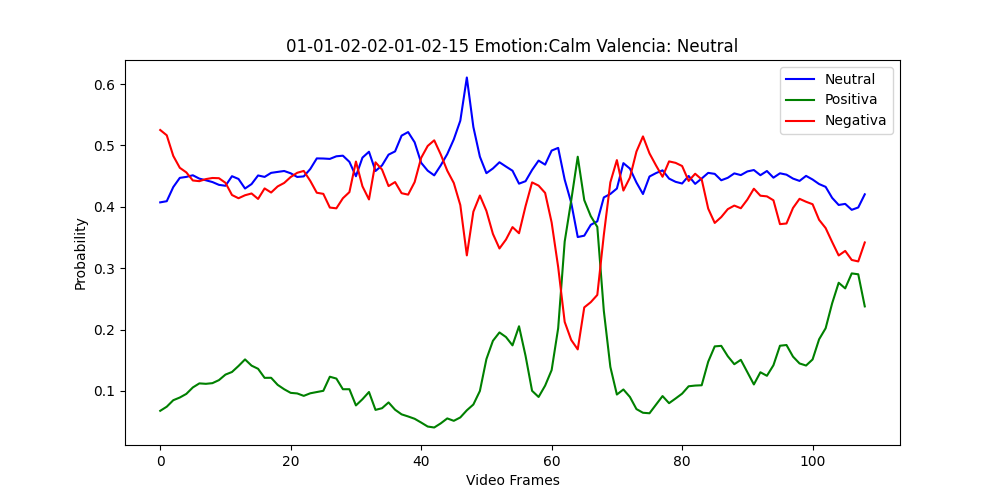 01-01-02-02-01-02-15 Emotion:Calm Valencia: Neutral
Neutral
Positiva
Negativa
0.6
0.5
0.4
0.3
0.2
0.1
Probability
0 20 40 60 80 100
Video Frames